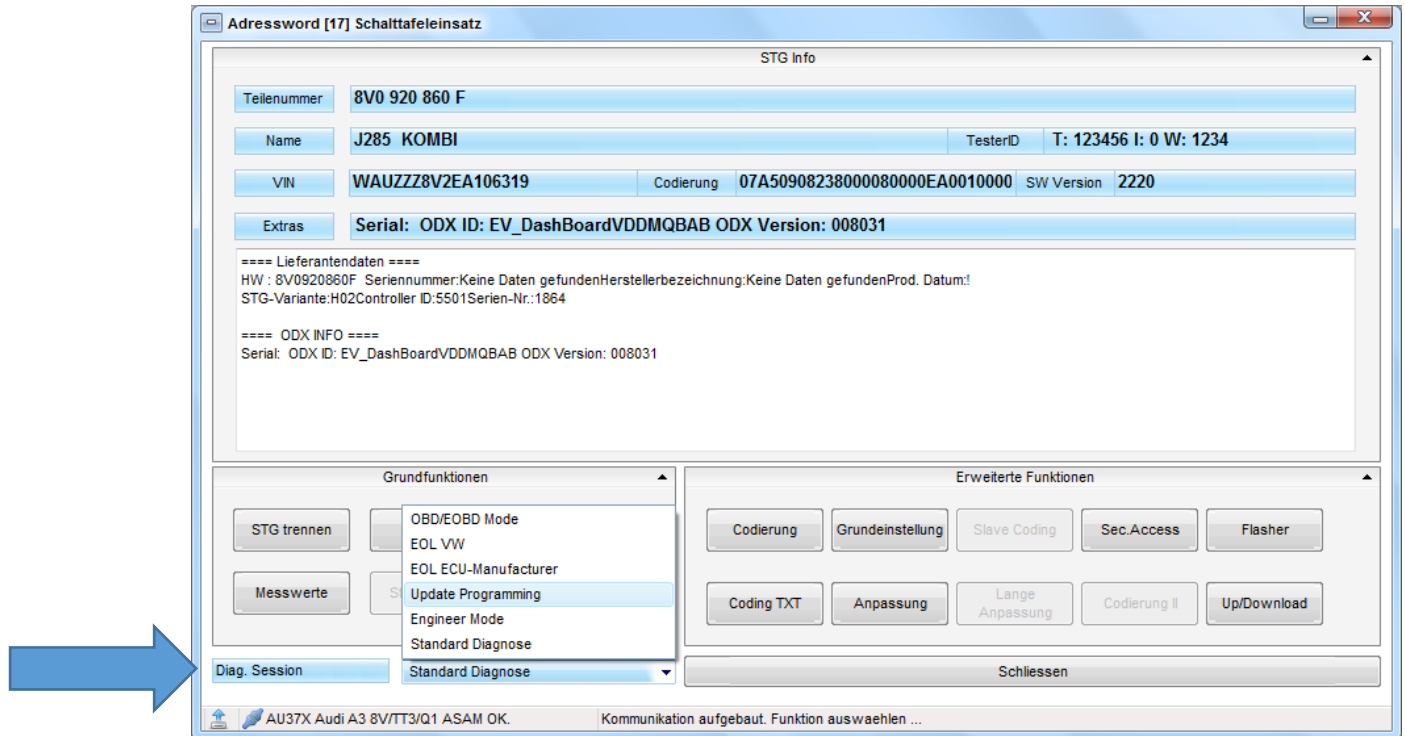 Adressword [17] Schalttafeleinsatz
STG Info
Teilenummer 8V0 920 860 F
Name J285 KOMBI TesterID T: 123456 I: 0 W: 1234
VIN WAUZZZ8V2EA106319 Codierung 07A50908238000080000EA0010000 SW Version 2220
Extras Serial: ODX ID: EV_DashBoardVDDMQBAB ODX Version: 008031
==== Lieferantendaten ====
HW : 8V0920860F Seriennummer:Keine Daten gefundenHerstellerbezeichnung:Keine Daten gefundenProd. Datum:!
STG-Variante:H02Controller ID:5501Serien-Nr.:1864
==== ODX INFO ====
Serial: ODX ID: EV_DashBoardVDDMQBAB ODX Version: 008031
Grundfunktionen
STG trennen
Messwerte
OBD/EOBD Mode
EOL VW
EOL ECU-Manufacturer
Update Programming
Engineer Mode
Standard Diagnose
Diag. Session Standard Diagnose
Erweiterte Funktionen
Codierung Grundeinstellung Slave Coding Sec.Access Flasher
Coding TXT Anpassung Lange Anpassung Codierung II Up/Download
Schliessen
AU37X Audi A3 8V/TT3/Q1 ASAM OK. Kommunikation aufgebaut. Funktion auswaehlen ...